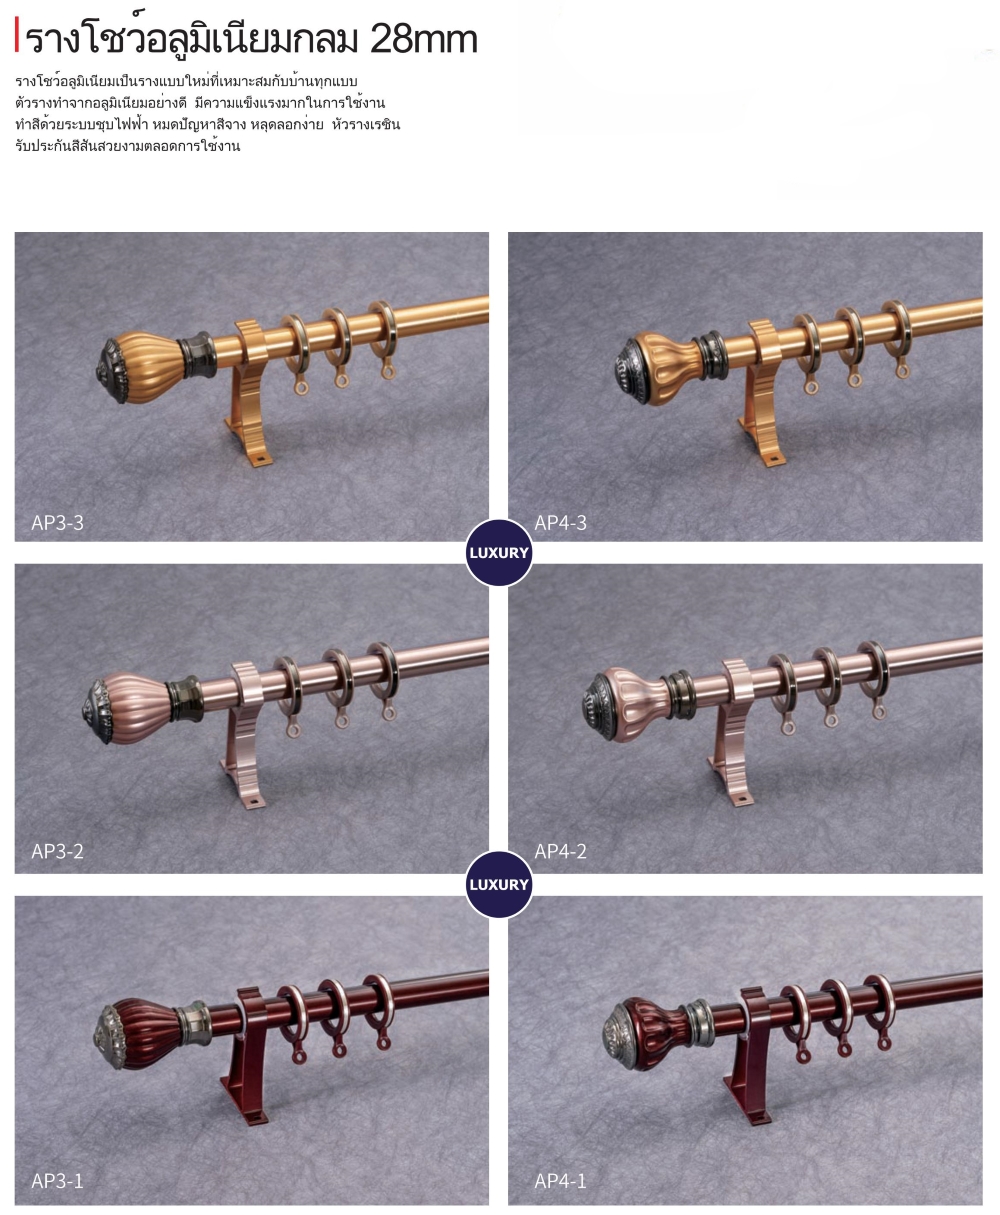 รางโชว์อลูมิเนียมกลม 28mm
รางโชว์อลูมิเนียมเป็นรางแบบใหม่ที่เหมาะสมกับบ้านทุกแบบ
ตัวรางทำจากอลูมิเนียมอย่างดี มีความแข็งแรงมากในการใช้งาน
ทำสีด้วยระบบชุบไฟฟ้า หมดปัญหาสีจาง หลุดลอกง่าย หัวรางเรซิน
รับประกันสีสันสวยงามตลอดการใช้งาน
AP3-3
AP4-3
LUXURY
AP3-2
AP4-2
LUXURY
AP3-1
AP4-1